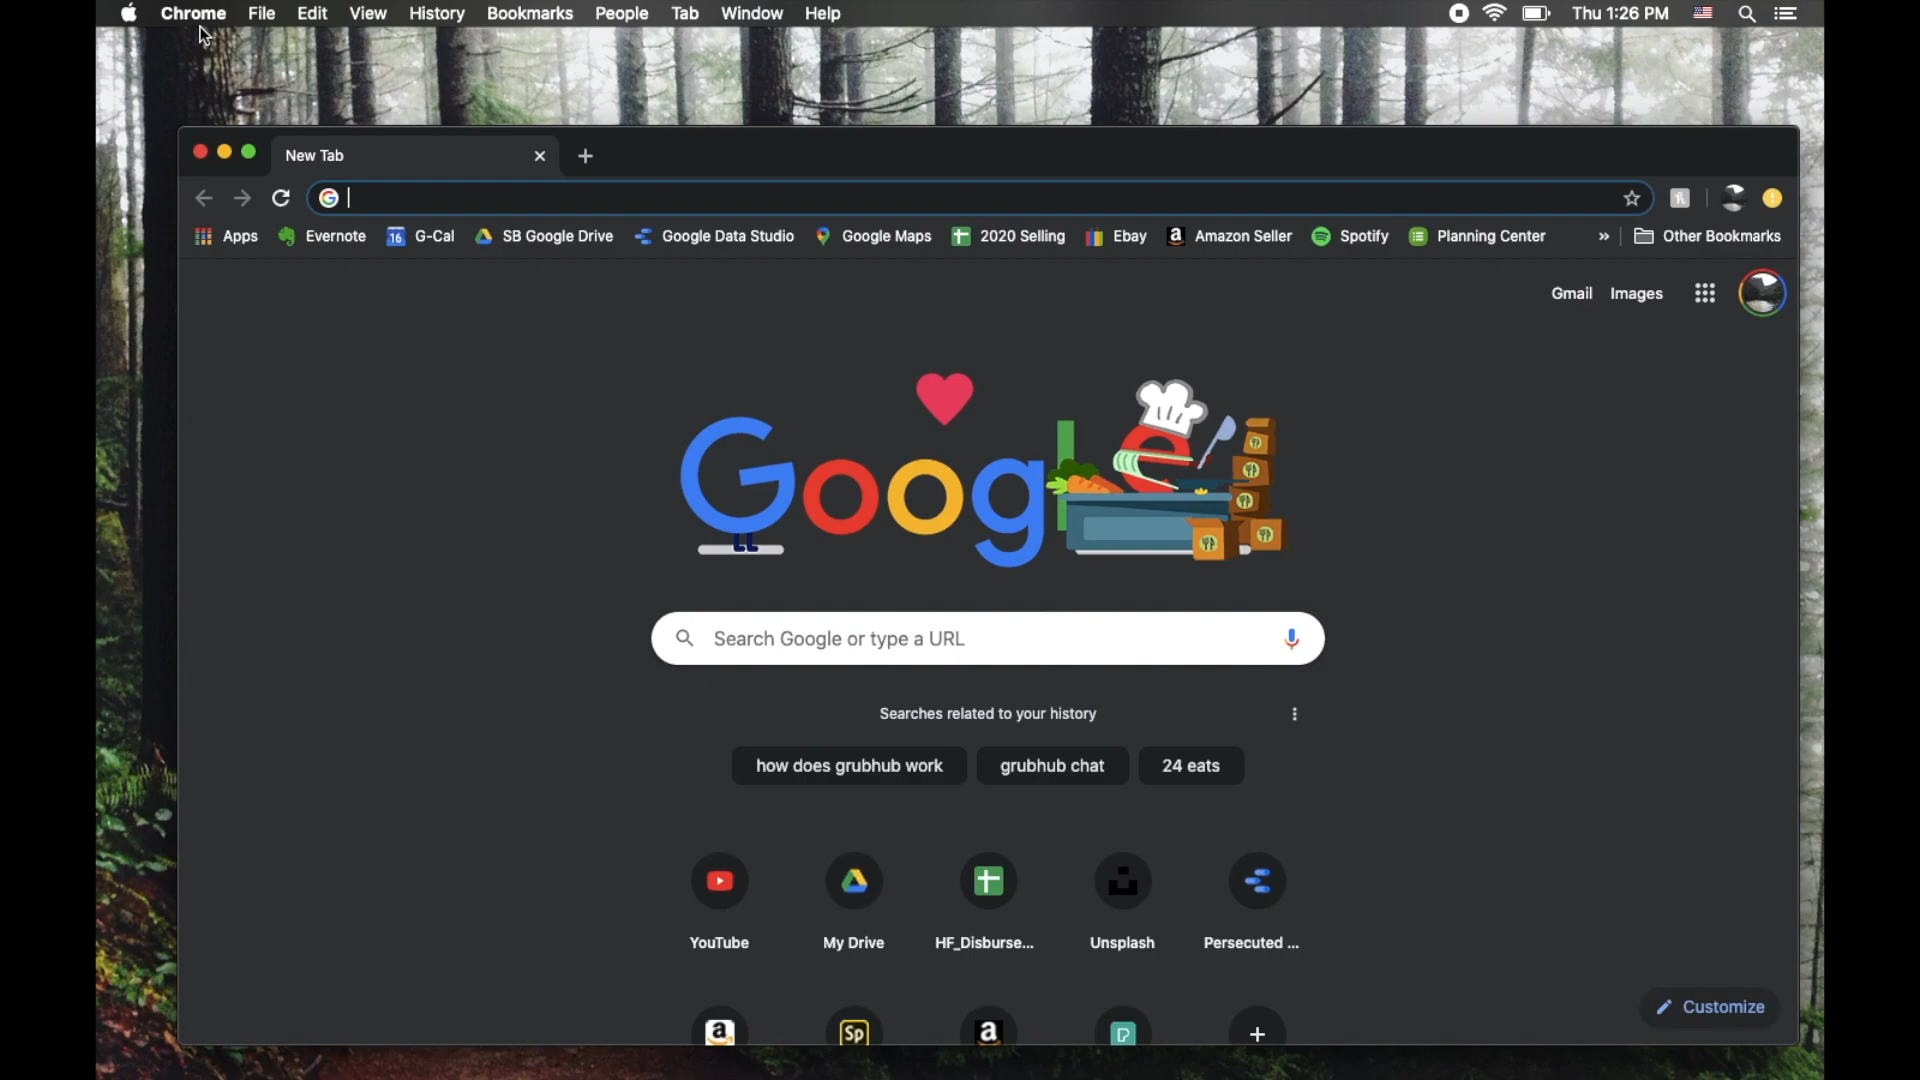 Chrome File Edit View History Bookmarks People Tab Window Help Thu 1:26 PM
New Tab
Apps Evernote 16 G-Cal SB Google Drive Google Data Studio Google Maps 2020 Selling Ebay a Amazon Seller Spotify Planning Center » Other Bookmarks
Gmail Images
Google
Search Google or type a URL
Searches related to your history
how does grubhub work grubhub chat 24 eats
YouTube My Drive HF_Disburse... Unsplash Persecuted ...
Customize
a Sp a P